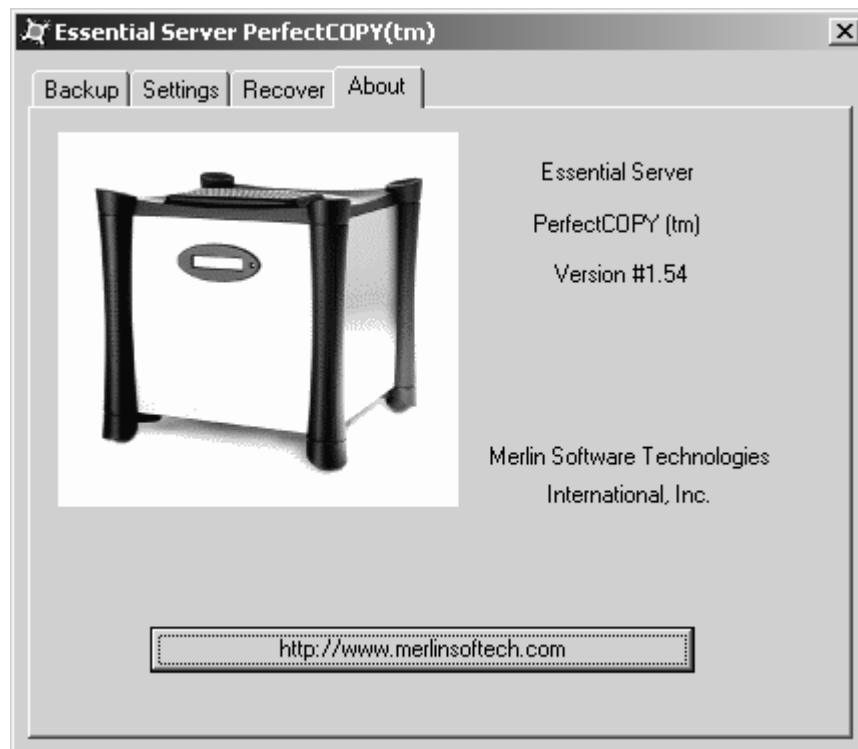 Essential Server PerfectCOPY(tm)
Backup Settings Recover About
Essential Server
PerfectCOPY (tm)
Version #1.54
Merlin Software Technologies
International, Inc.
http://www.merlinsoftech.com